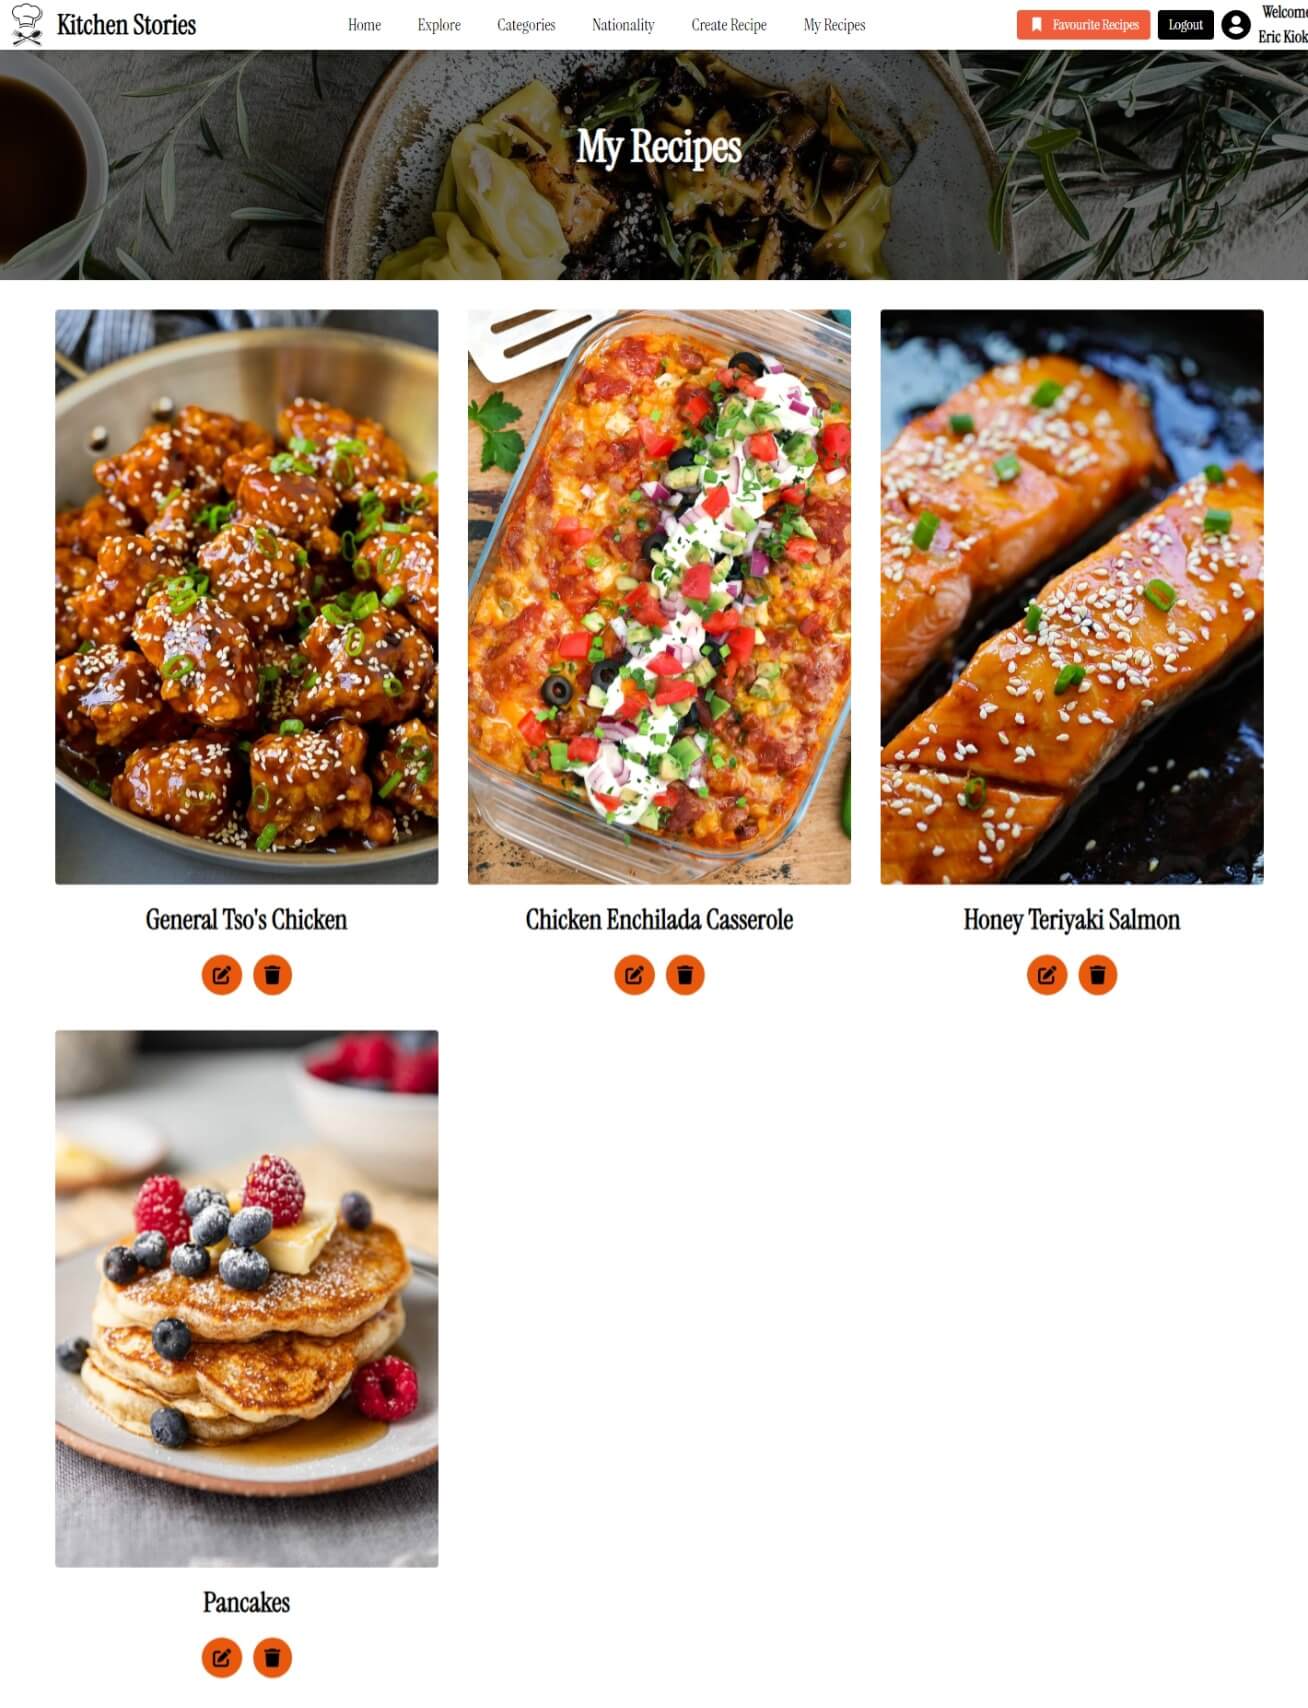 Kitchen Stories
Home
Explore
Categories
Nationality
Create Recipe
My Recipes
Favourite Recipes
Logout
Welcome
Eric Kiok
My Recipes
General Tso's Chicken
Chicken Enchilada Casserole
Honey Teriyaki Salmon
Pancakes